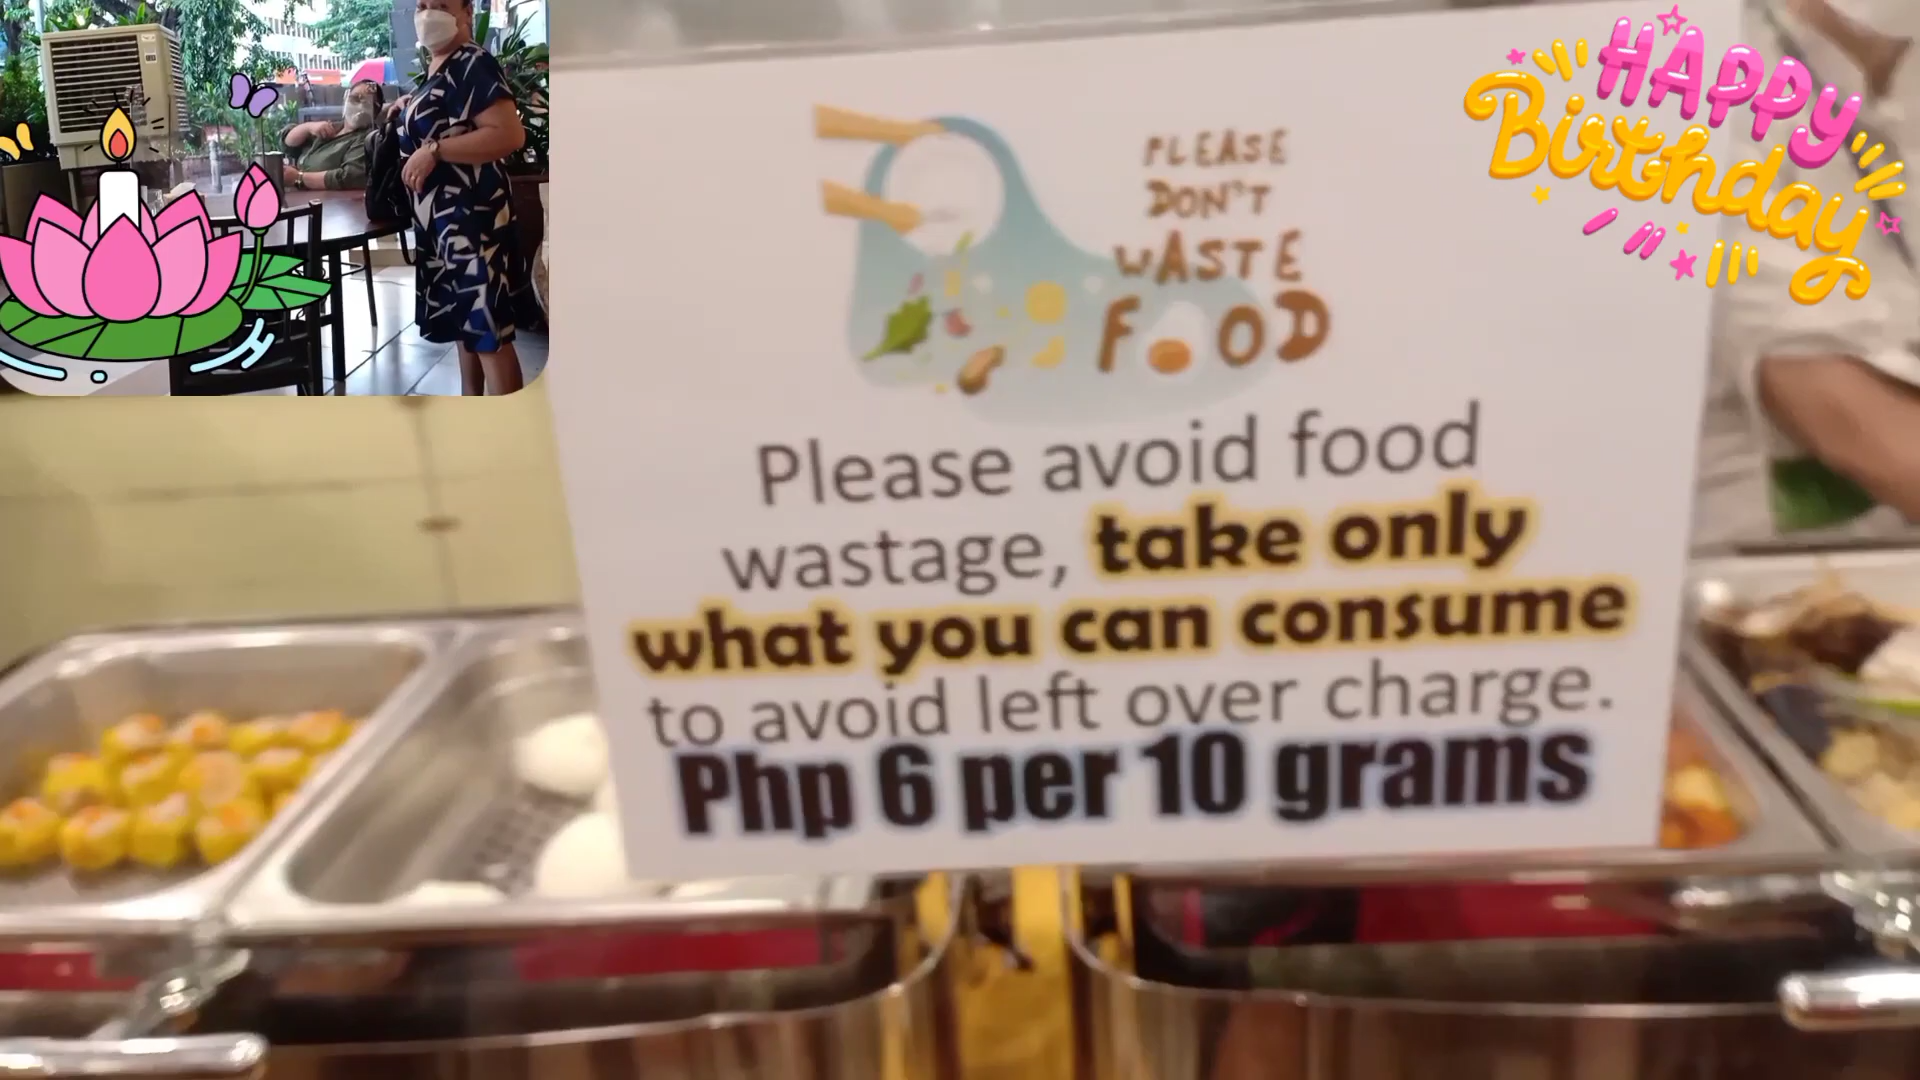 HAPPY
Birthday
PLEASE
DON'T
WASTE
FOOD
Please avoid food
wastage, take only
what you can consume
to avoid left over charge.
Php 6 per 10 grams